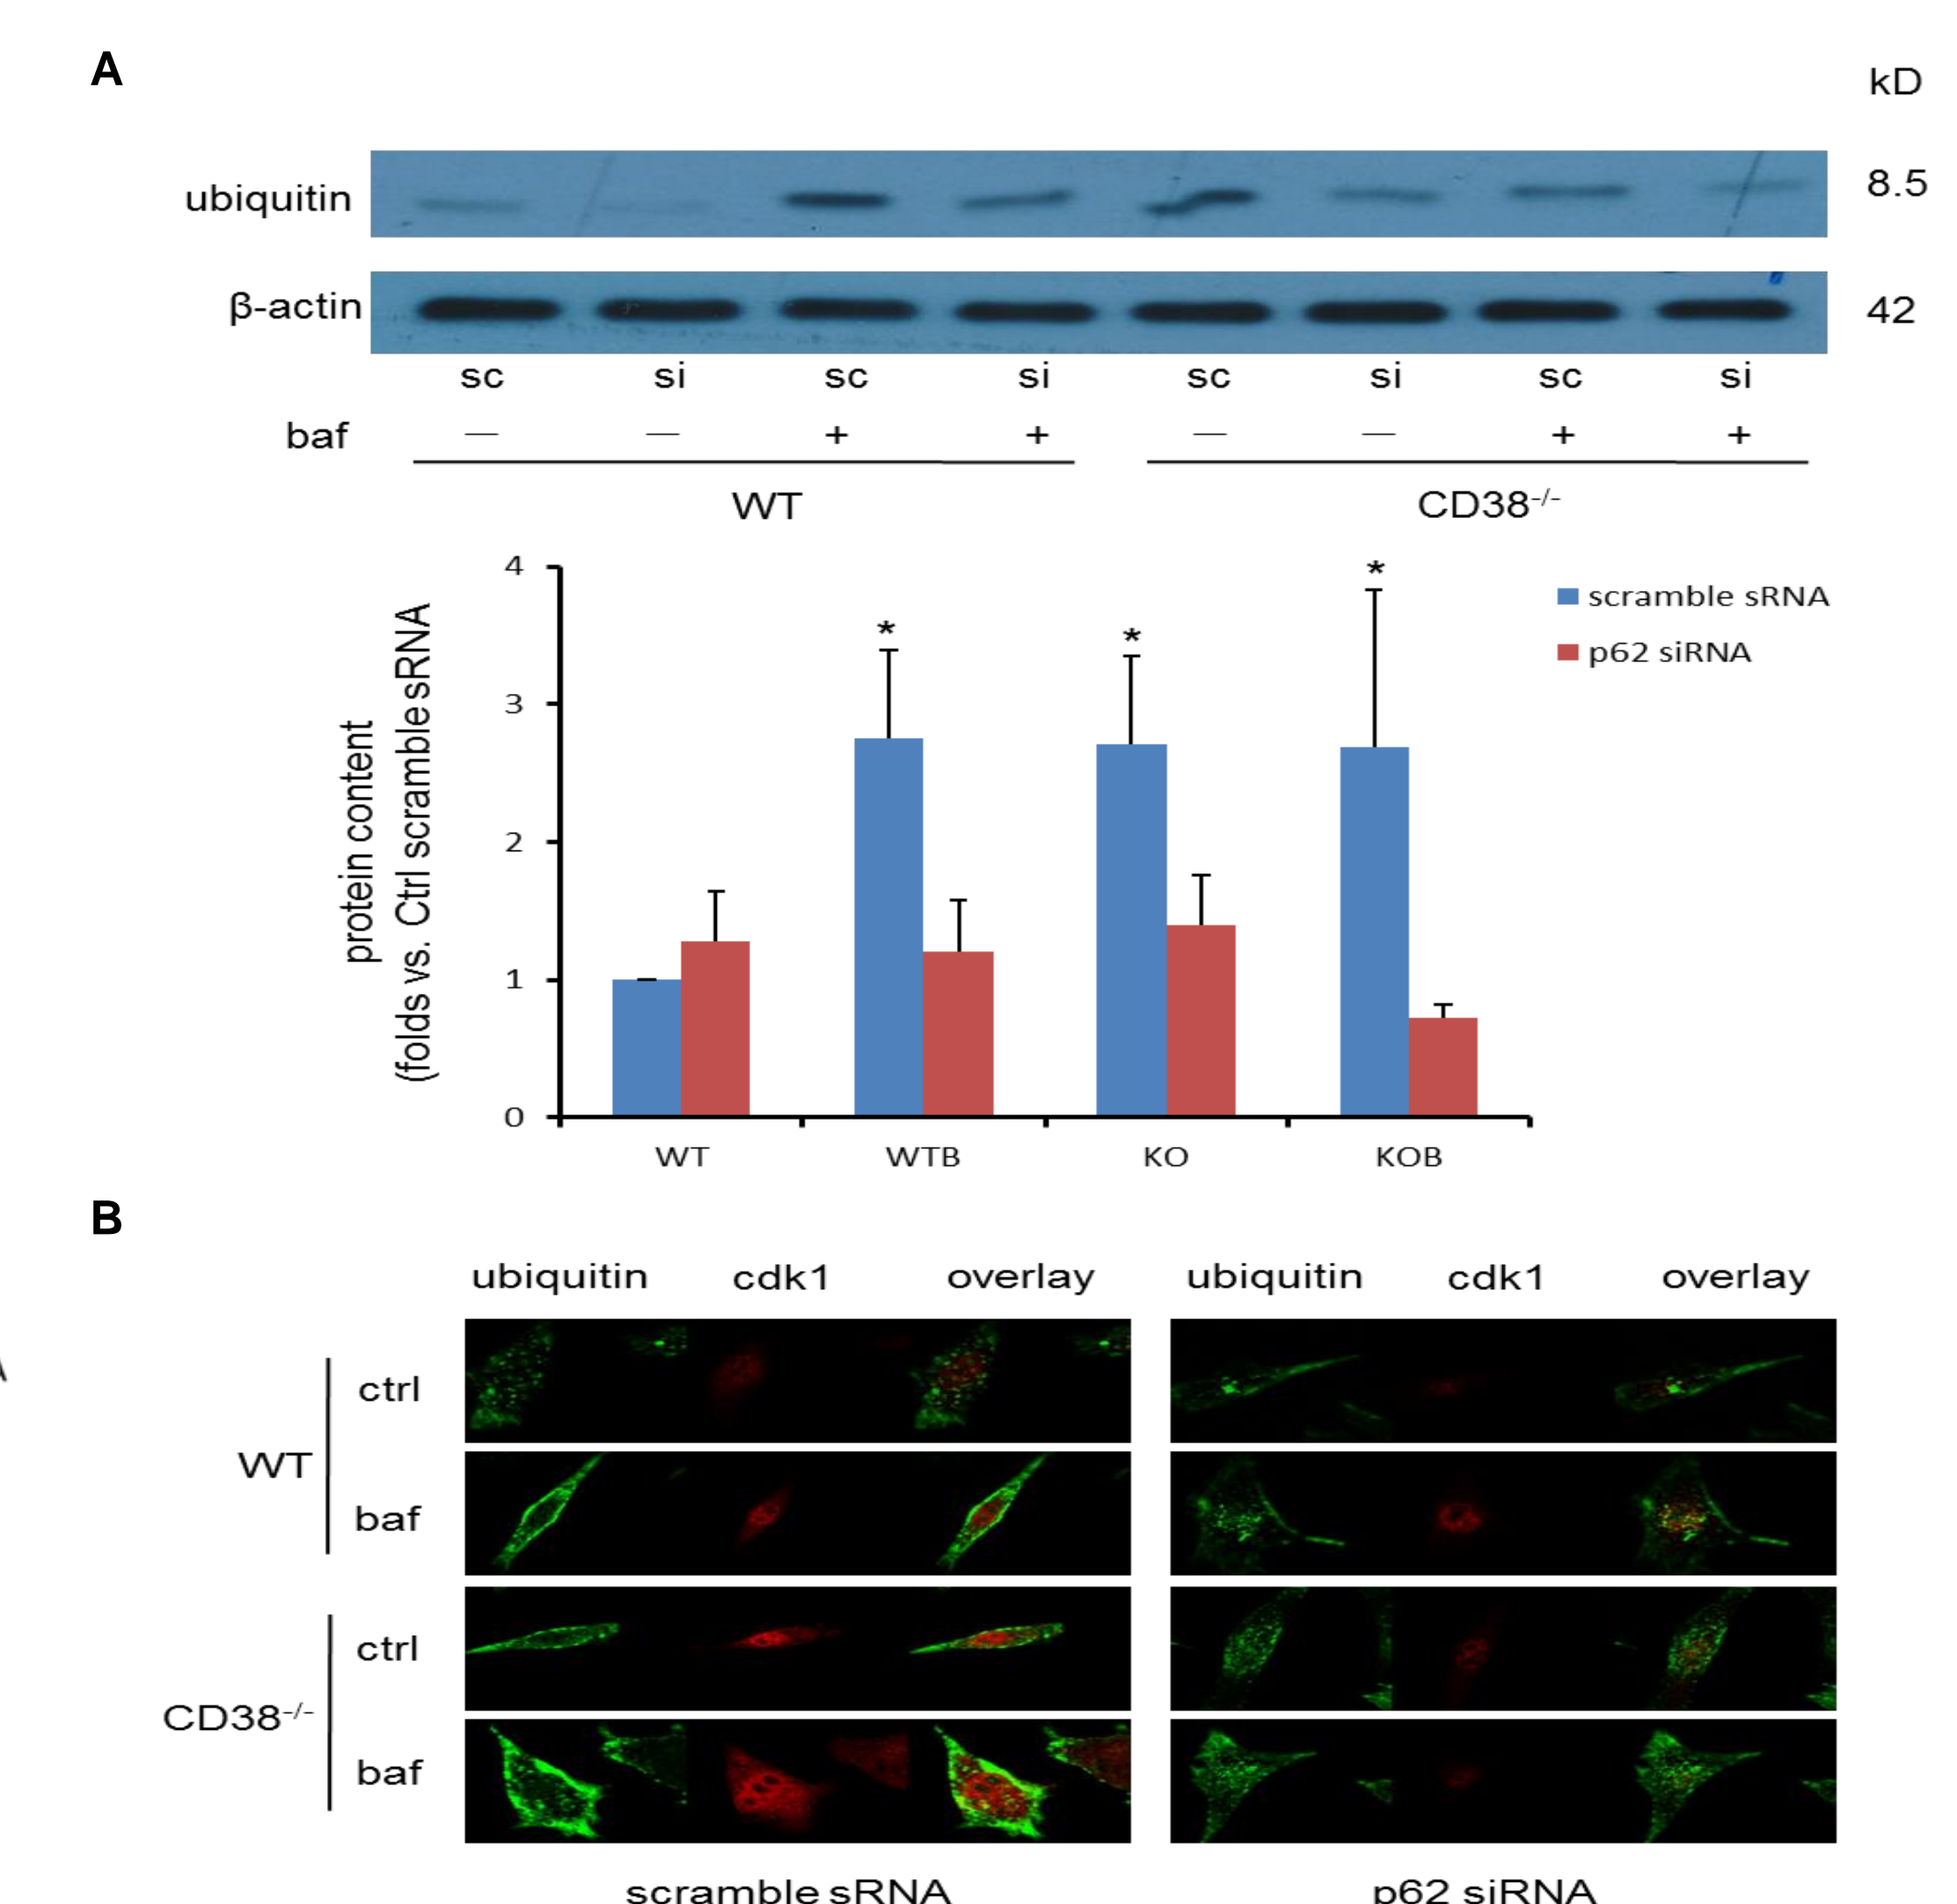 A
kD
ubiquitin
8.5
β-actin
42
sc si sc si sc si sc si
baf — — + + — — + +
WT CD38-/-
protein content
(folds vs. Ctrl scramble sRNA
4
3
2
1
0
* * *
scramble sRNA
p62 siRNA
WT WTB KO KOB
B
ubiquitin cdk1 overlay ubiquitin cdk1 overlay
WT
ctrl
baf
CD38-/-
ctrl
baf
scramble sRNA p62 siRNA